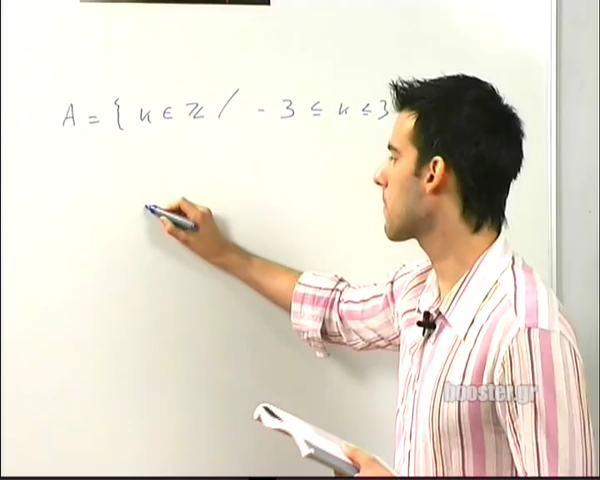 A = { κ ∈ ℤ / - 3 ≤ κ ≤ 3
booster.gr